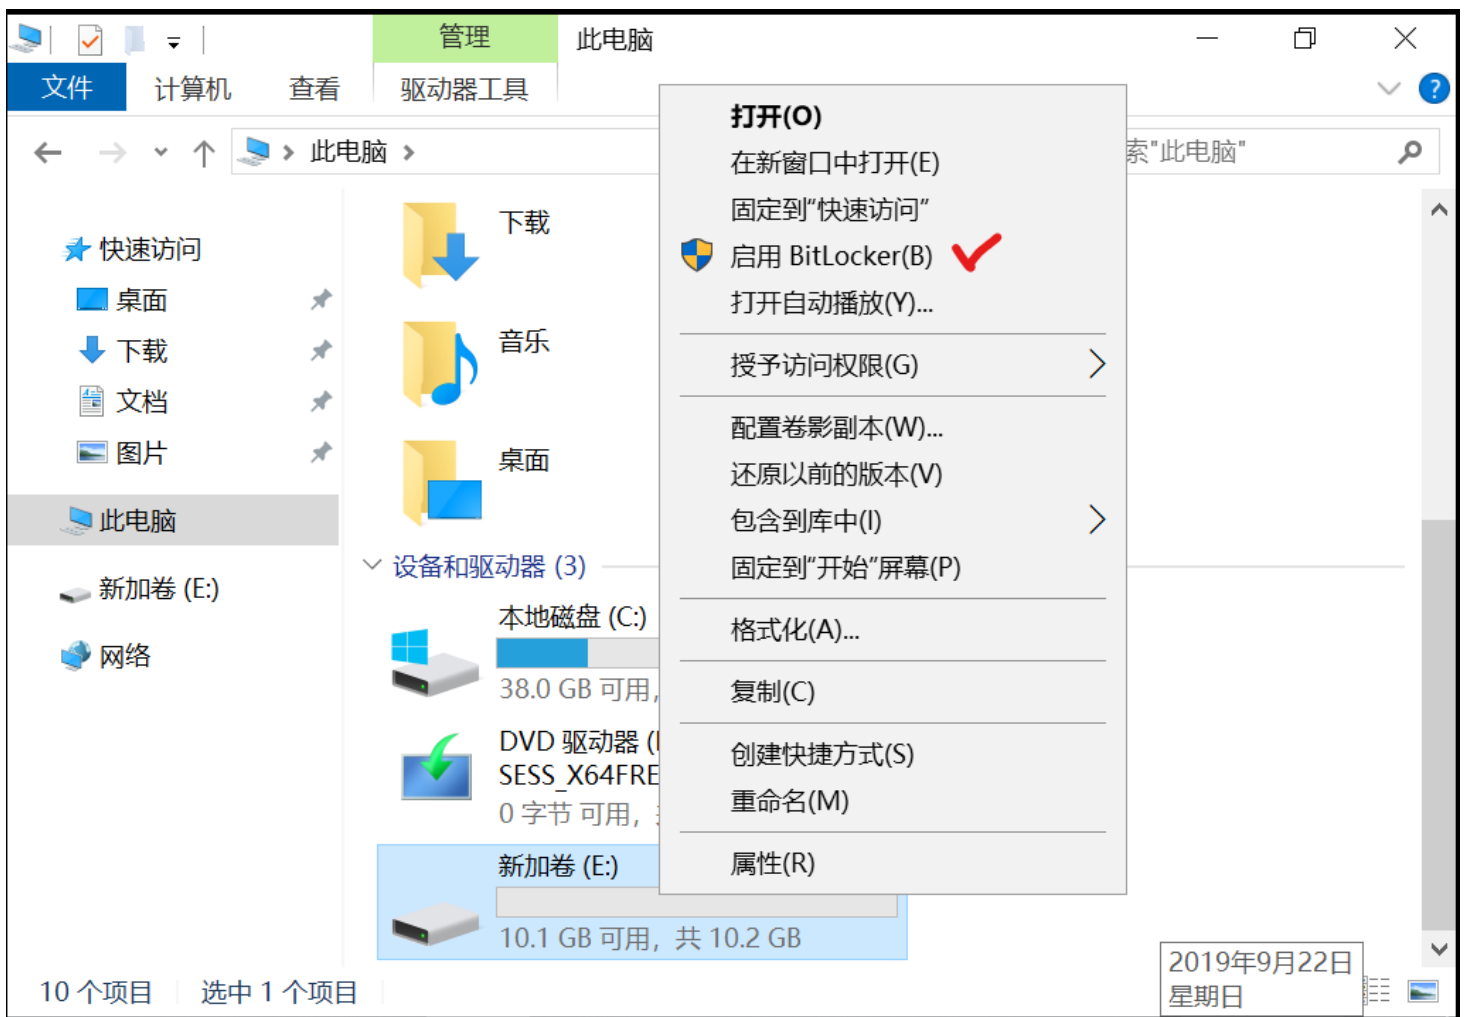 管理
此电脑
文件
计算机
查看
驱动器工具
此电脑
索"此电脑"
快速访问
桌面
下载
文档
图片
此电脑
新加卷 (E:)
网络
下载
音乐
桌面
设备和驱动器 (3)
本地磁盘 (C:)
38.0 GB 可用,
DVD 驱动器
SESS_X64FRE
0 字节 可用,
新加卷 (E:)
10.1 GB 可用, 共 10.2 GB
打开(O)
在新窗口中打开(E)
固定到"快速访问"
启用 BitLocker(B)
打开自动播放(Y)...
授予访问权限(G)
配置卷影副本(W)...
还原以前的版本(V)
包含到库中(I)
固定到"开始"屏幕(P)
格式化(A)...
复制(C)
创建快捷方式(S)
重命名(M)
属性(R)
10 个项目
选中 1 个项目
2019年9月22日
星期日